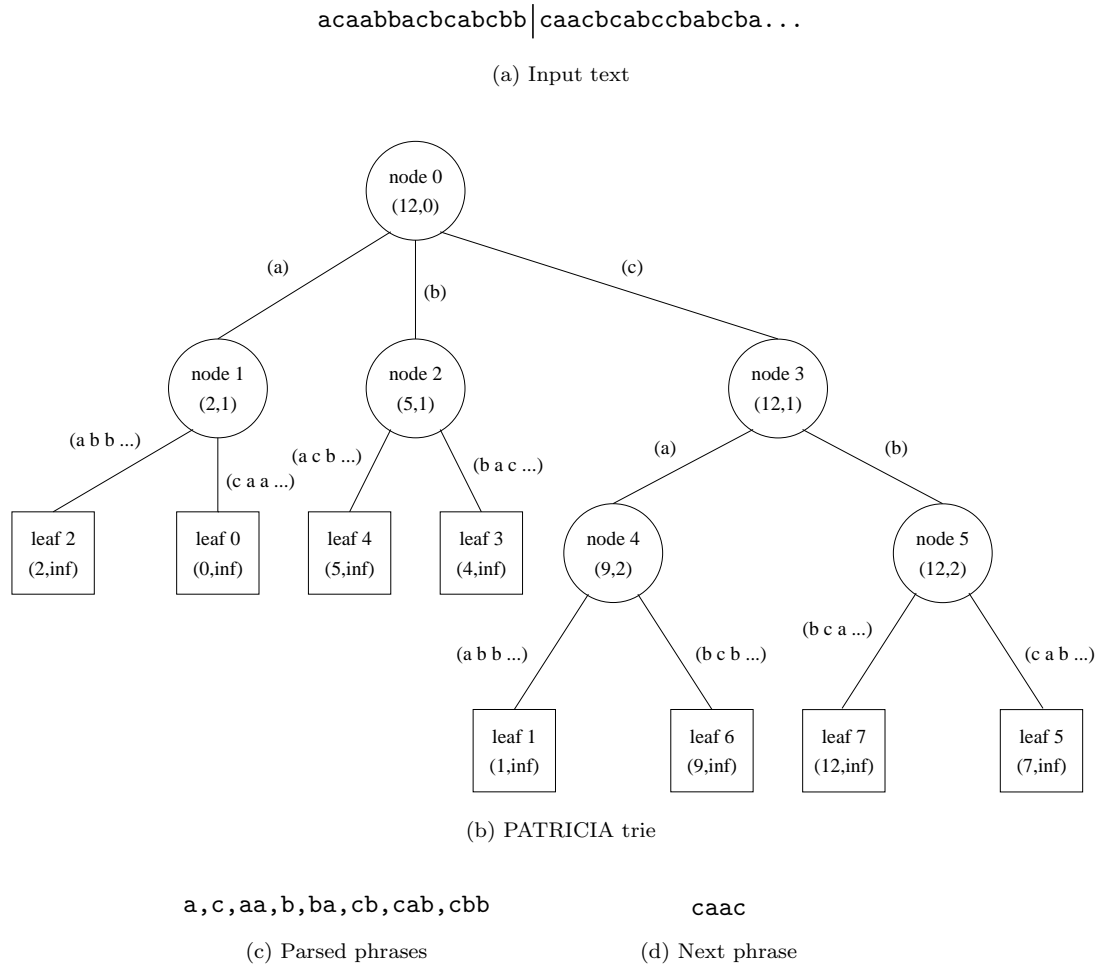 acaabbacbcabcbb|caacbcabccbabcba...
(a) Input text
node 0
(12,0)
(a)
(b)
(c)
node 1
(2,1)
node 2
(5,1)
node 3
(12,1)
(a b b ...)
(c a a ...)
(a c b ...)
(b a c ...)
(a)
(b)
leaf 2
(2,inf)
leaf 0
(0,inf)
leaf 4
(5,inf)
leaf 3
(4,inf)
node 4
(9,2)
node 5
(12,2)
(a b b ...)
(b c b ...)
(b c a ...)
(c a b ...)
leaf 1
(1,inf)
leaf 6
(9,inf)
leaf 7
(12,inf)
leaf 5
(7,inf)
(b) PATRICIA trie
a,c,aa,b,ba,cb,cab,cbb
(c) Parsed phrases
caac
(d) Next phrase